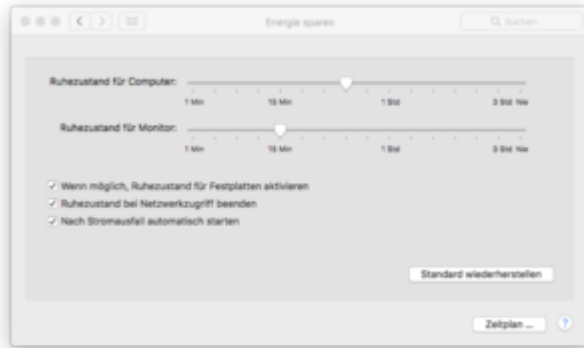 Energie sparen
Suchen
Ruhezustand für Computer:
1 Min 15 Min 1 Std 3 Std Nie
Ruhezustand für Monitor:
1 Min 15 Min 1 Std 3 Std Nie
Wenn möglich, Ruhezustand für Festplatten aktivieren
Ruhezustand bei Netzwerkzugriff beenden
Nach Stromausfall automatisch starten
Standard wiederherstellen
Zeitplan ...
?